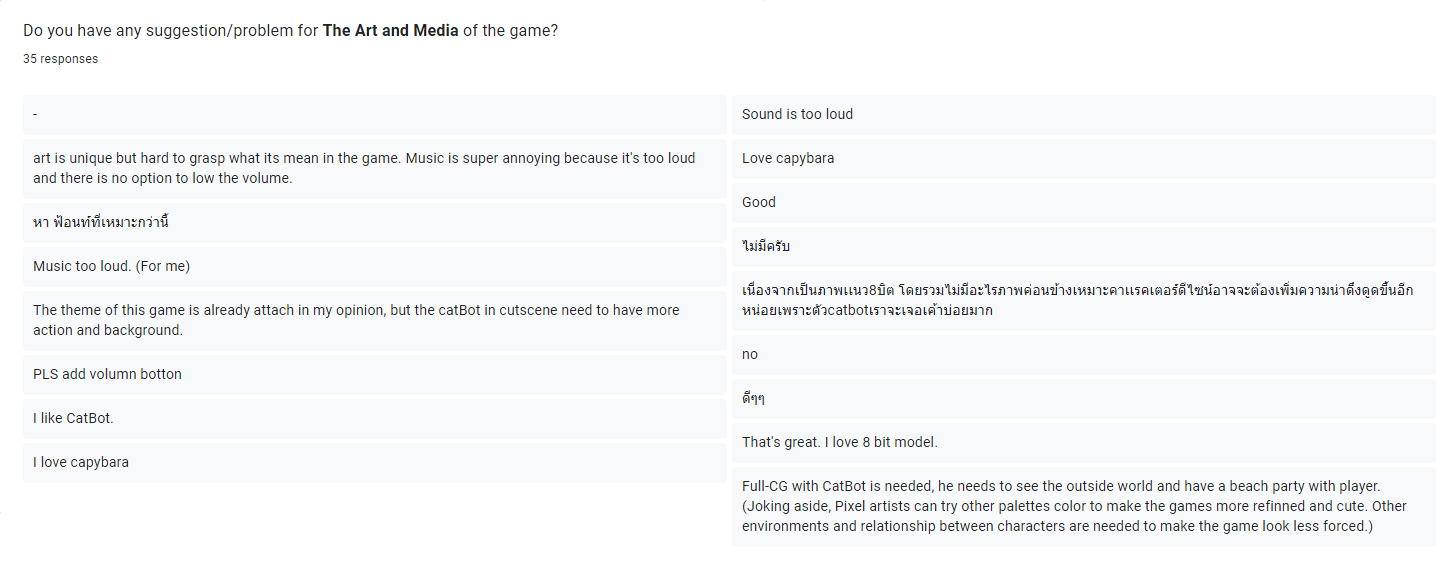 Do you have any suggestion/problem for The Art and Media of the game?
35 responses
-
art is unique but hard to grasp what its mean in the game. Music is super annoying because it's too loud
and there is no option to low the volume.
หา ฟ้อนท์ที่เหมาะกว่านี้
Music too loud. (For me)
The theme of this game is already attach in my opinion, but the catBot in cutscene need to have more
action and background.
PLS add volumn botton
I like CatBot.
I love capybara
Sound is too loud
Love capybara
Good
ไม่มีครับ
เนื่องจากเป็นภาพแนว8บิต โดยรวมไม่มีอะไรภาพค่อนข้างเหมาะคาแรคเตอร์ดีไซน์อาจจะต้องเพิ่มความน่าดึงดูดขึ้นอีก
หน่อยเพราะตัวcatbotเราจะเจอเค้าบ่อยมาก
no
ดีๆๆ
That's great. I love 8 bit model.
Full-CG with CatBot is needed, he needs to see the outside world and have a beach party with player.
(Joking aside, Pixel artists can try other palettes color to make the games more refinned and cute. Other
environments and relationship between characters are needed to make the game look less forced.)